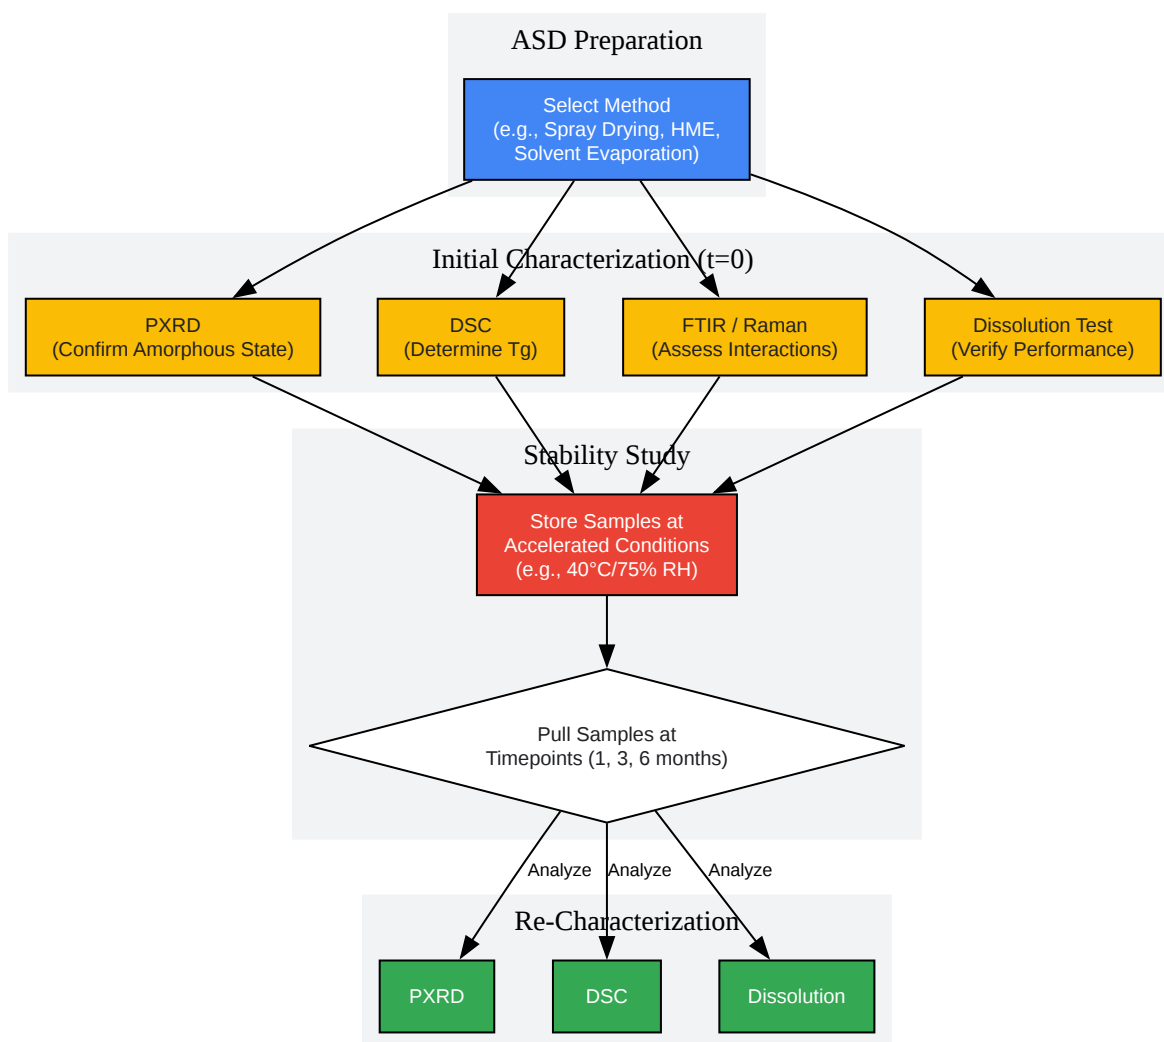 ASD Preparation
Select Method
(e.g., Spray Drying, HME,
Solvent Evaporation)
Initial Characterization (t=0)
PXRD
(Confirm Amorphous State)
DSC
(Determine Tg)
FTIR / Raman
(Assess Interactions)
Dissolution Test
(Verify Performance)
Stability Study
Store Samples at
Accelerated Conditions
(e.g., 40°C/75% RH)
Pull Samples at
Timepoints (1, 3, 6 months)
Analyze
Analyze
Analyze
Re-Characterization
PXRD
DSC
Dissolution